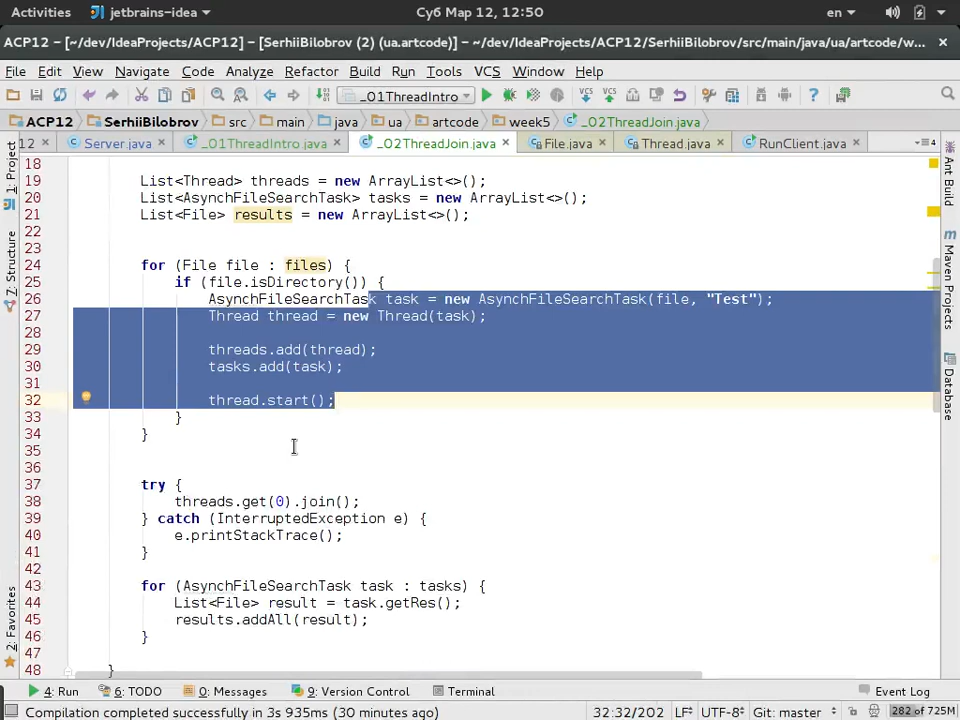 Activities jetbrains-idea Суб Мар 12, 12:50 en
ACP12 – [~/dev/IdeaProjects/ACP12] – [SerhiiBilobrov (2) (ua.artcode)] – ~/dev/IdeaProjects/ACP12/SerhiiBilobrov/src/main/java/ua/artcode/w...
File Edit View Navigate Code Analyze Refactor Build Run Tools VCS Window Help
_01ThreadIntro VCS VCS
ACP12 SerhiiBilobrov src main java ua artcode week5 _02ThreadJoin.java
12 Server.java _01ThreadIntro.java _02ThreadJoin.java File.java Thread.java RunClient.java 4
18
19 List<Thread> threads = new ArrayList<>();
20 List<AsynchFileSearchTask> tasks = new ArrayList<>();
21 List<File> results = new ArrayList<>();
22
23
24 for (File file : files) {
25 if (file.isDirectory()) {
26 AsynchFileSearchTask task = new AsynchFileSearchTask(file, "Test");
27 Thread thread = new Thread(task);
28
29 threads.add(thread);
30 tasks.add(task);
31
32 thread.start();
33 }
34 }
35
36
37 try {
38 threads.get(0).join();
39 } catch (InterruptedException e) {
40 e.printStackTrace();
41 }
42
43 for (AsynchFileSearchTask task : tasks) {
44 List<File> result = task.getRes();
45 results.addAll(result);
46 }
47
48 }
1: Project
7: Structure
2: Favorites
Ant Build
Maven Projects
Database
4: Run 6: TODO 0: Messages 9: Version Control Terminal Event Log
Compilation completed successfully in 3s 935ms (30 minutes ago) 32:32/202 LF UTF-8 Git: master 282 of 725M